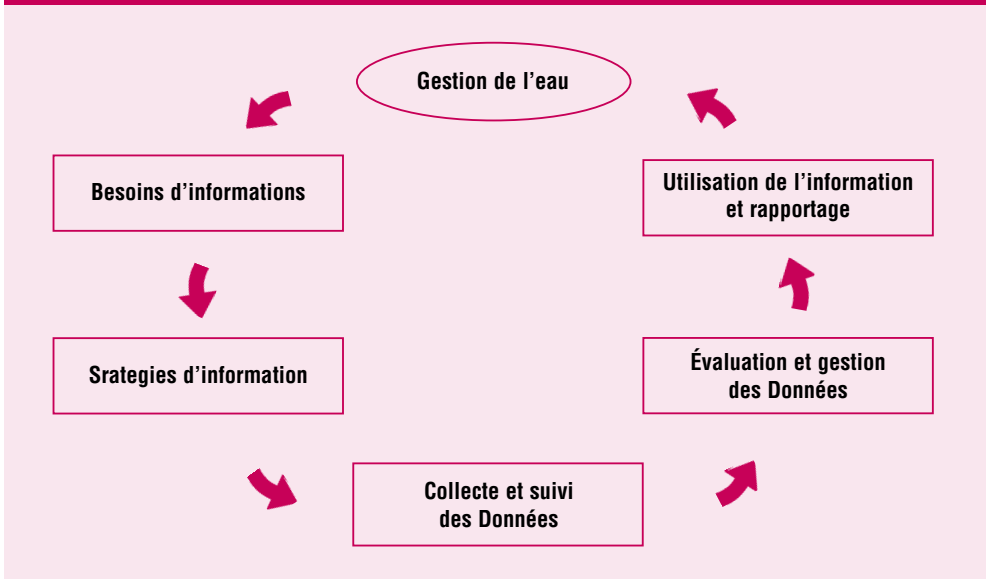 Gestion de l’eau
Besoins d’informations
Srategies d’information
Collecte et suivi
des Données
Évaluation et gestion
des Données
Utilisation de l’information
et rapportage